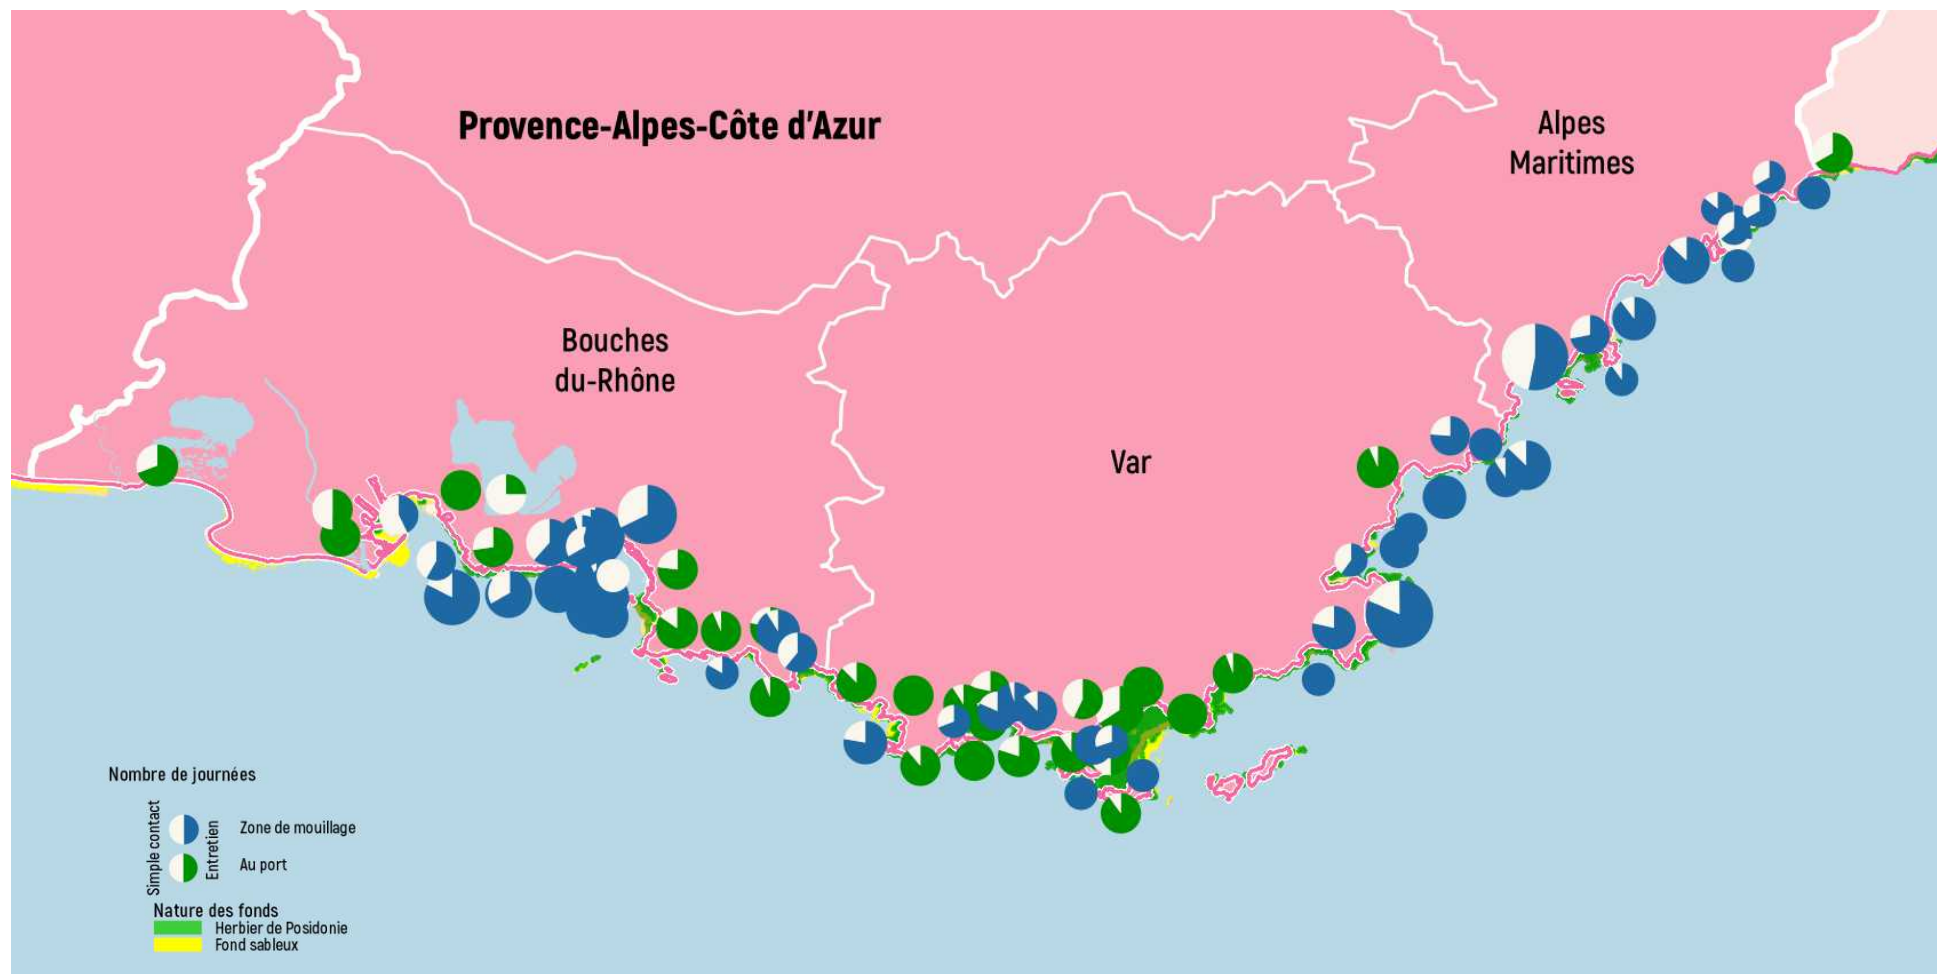 Provence-Alpes-Côte d'Azur
Alpes
Maritimes
Bouches
du-Rhône
Var
Nombre de journées
Simple contact
Entretien
Zone de mouillage
Au port
Nature des fonds
Herbier de Posidonie
Fond sableux